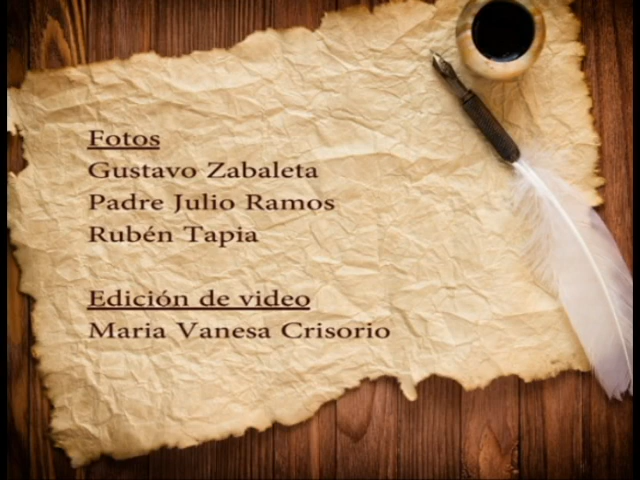 Fotos
Gustavo Zabaleta
Padre Julio Ramos
Rubén Tapia
Edición de video
Maria Vanesa Crisorio